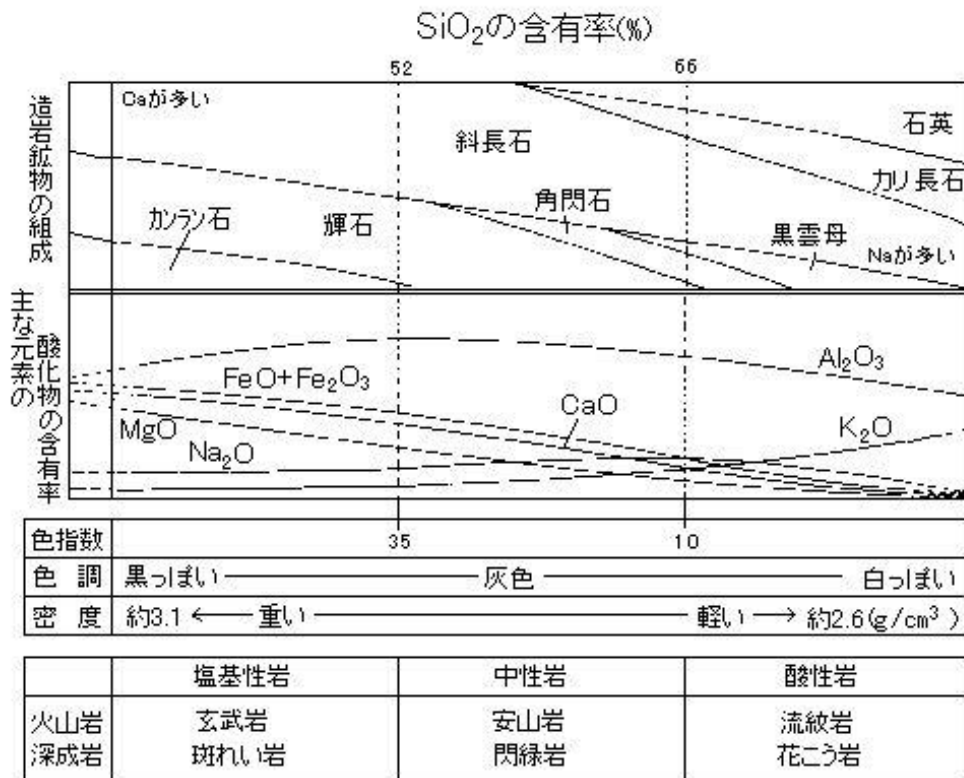 SiO₂の含有率(%)
52 66
造岩鉱物の組成
Caが多い
斜長石
石英
カリ長石
カンラン石
輝石
角閃石
黒雲母
Naが多い
主な元素の
酸化物の含有率
Al₂O₃
FeO+Fe₂O₃
CaO
K₂O
MgO
Na₂O
色指数 35 10
色調 黒っぽい 灰色 白っぽい
密度 約3.1 ← 重い 軽い → 約2.6(g/cm³)
塩基性岩 中性岩 酸性岩
火山岩 玄武岩 安山岩 流紋岩
深成岩 斑れい岩 閃緑岩 花こう岩